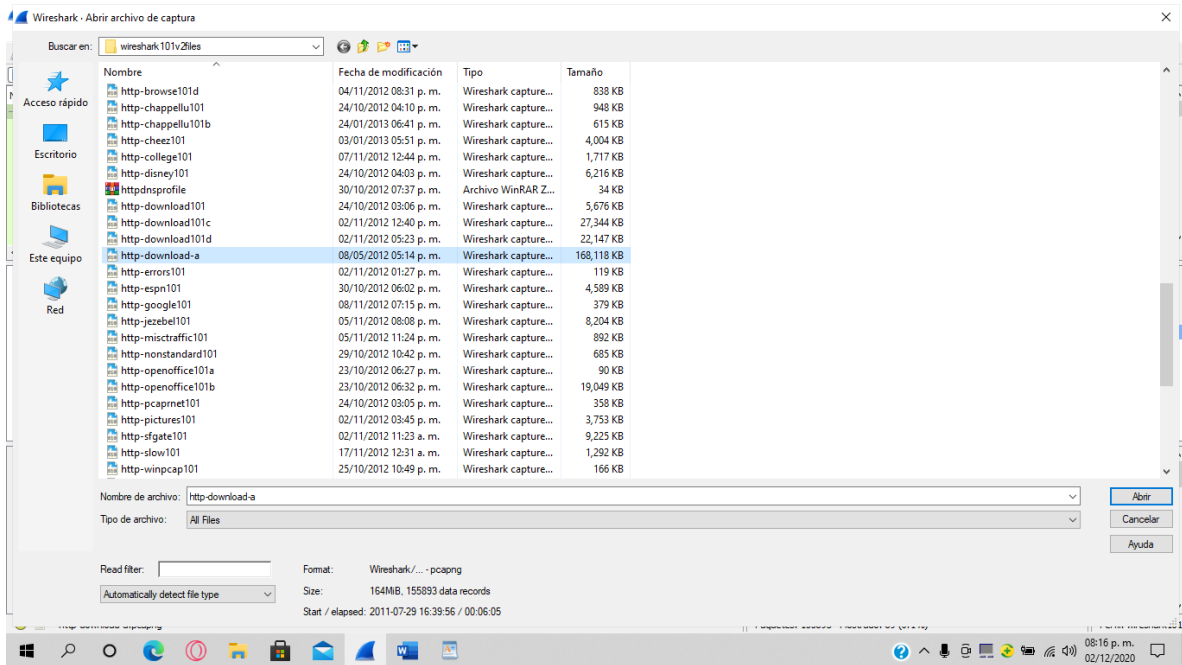 Wireshark · Abrir archivo de captura
Buscar en: wireshark101v2files
Acceso rápido
Escritorio
Bibliotecas
Este equipo
Red
Nombre Fecha de modificación Tipo Tamaño
http-browse101d 04/11/2012 08:31 p. m. Wireshark capture... 838 KB
http-chappellu101 24/10/2012 04:10 p. m. Wireshark capture... 948 KB
http-chappellu101b 24/01/2013 06:41 p. m. Wireshark capture... 615 KB
http-cheez101 03/01/2013 05:51 p. m. Wireshark capture... 4,004 KB
http-college101 07/11/2012 12:44 p. m. Wireshark capture... 1,717 KB
http-disney101 24/10/2012 04:03 p. m. Wireshark capture... 6,216 KB
httpdnsprofile 30/10/2012 07:37 p. m. Archivo WinRAR Z... 34 KB
http-download101 24/10/2012 03:06 p. m. Wireshark capture... 5,676 KB
http-download101c 02/11/2012 12:40 p. m. Wireshark capture... 27,344 KB
http-download101d 02/11/2012 05:23 p. m. Wireshark capture... 22,147 KB
http-download-a 08/05/2012 05:14 p. m. Wireshark capture... 168,118 KB
http-errors101 02/11/2012 01:27 p. m. Wireshark capture... 119 KB
http-espn101 30/10/2012 06:02 p. m. Wireshark capture... 4,589 KB
http-google101 08/11/2012 07:15 p. m. Wireshark capture... 379 KB
http-jezebel101 05/11/2012 08:08 p. m. Wireshark capture... 8,204 KB
http-misctraffic101 05/11/2012 11:24 p. m. Wireshark capture... 892 KB
http-nonstandard101 29/10/2012 10:42 p. m. Wireshark capture... 685 KB
http-openoffice101a 23/10/2012 06:27 p. m. Wireshark capture... 90 KB
http-openoffice101b 23/10/2012 06:32 p. m. Wireshark capture... 19,049 KB
http-pcaprnet101 24/10/2012 03:05 p. m. Wireshark capture... 358 KB
http-pictures101 02/11/2012 03:45 p. m. Wireshark capture... 3,753 KB
http-sfgate101 02/11/2012 11:23 a. m. Wireshark capture... 9,225 KB
http-slow101 17/11/2012 12:31 a. m. Wireshark capture... 1,292 KB
http-winpcap101 25/10/2012 10:49 p. m. Wireshark capture... 166 KB
Nombre de archivo: http-download-a Abrir
Tipo de archivo: All Files Cancelar
Ayuda
Read filter: Format: Wireshark/... - pcapng
Automatically detect file type Size: 164MiB, 155893 data records
Start / elapsed: 2011-07-29 16:39:56 / 00:06:05
08:16 p. m.
02/12/2020